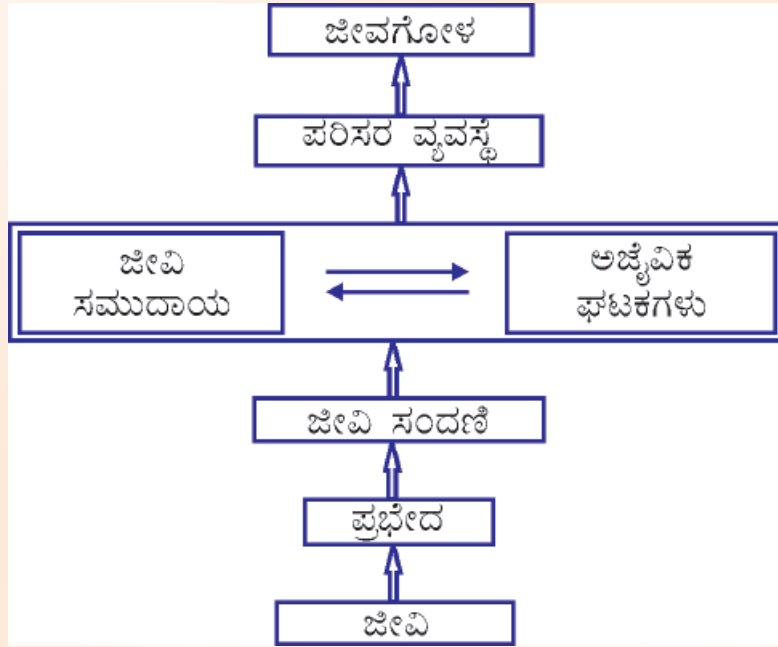 ಜೀವಗೋಳ
ಪರಿಸರ ವ್ಯವಸ್ಥೆ
ಜೀವಿ
ಸಮುದಾಯ
ಅಜೈವಿಕ
ಘಟಕಗಳು
ಜೀವಿ ಸಂದಣಿ
ಪ್ರಭೇದ
ಜೀವಿ